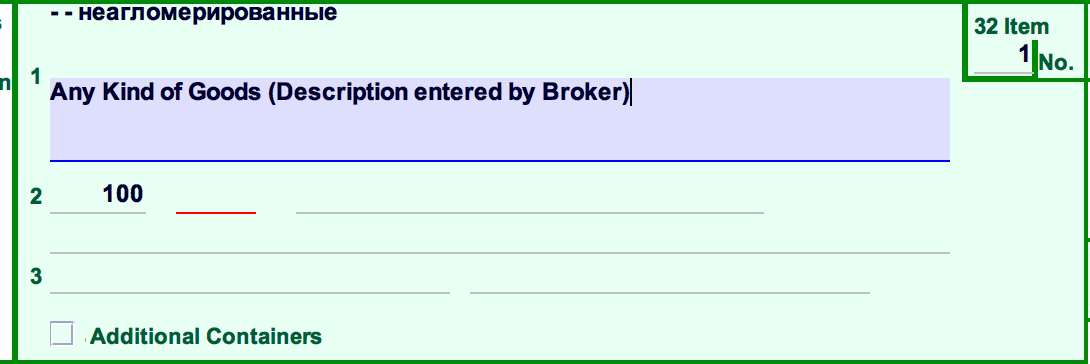 - - неагломерированные
32 Item
1 No.
1
Any Kind of Goods (Description entered by Broker)
2 100
3
Additional Containers